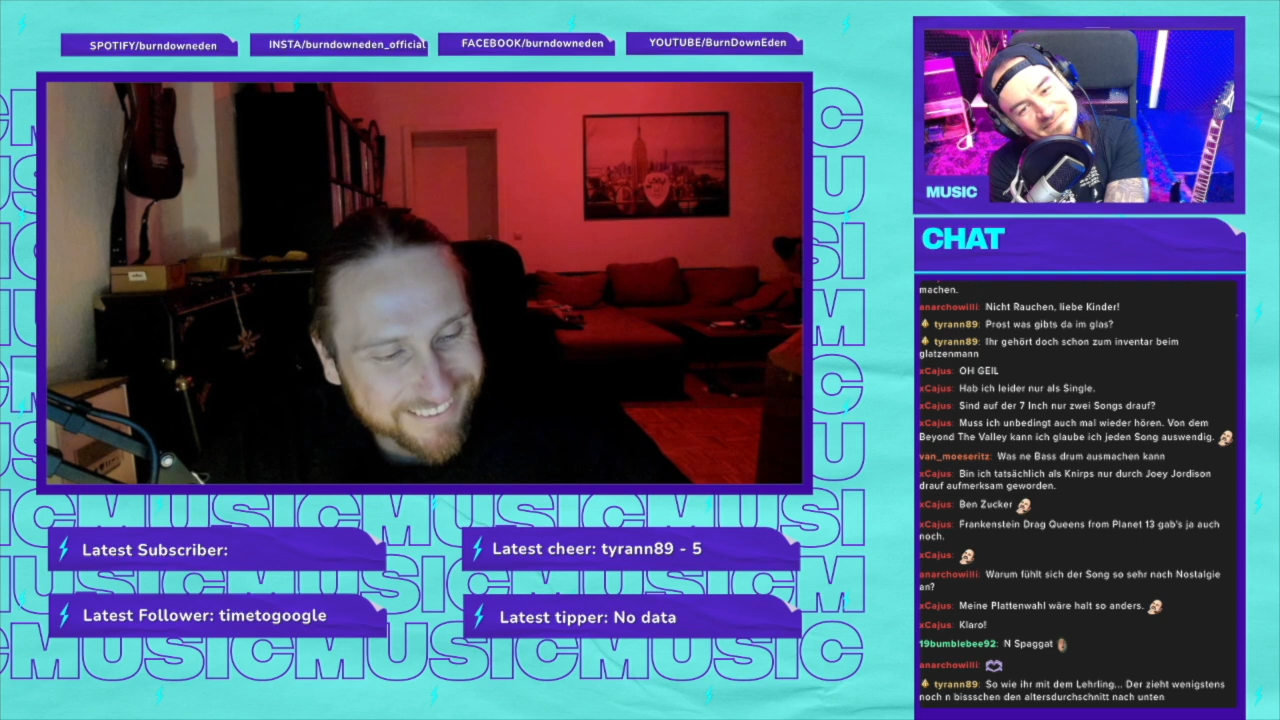 SPOTIFY/burndowneden
INSTA/burndowneden_official
FACEBOOK/burndowneden
YOUTUBE/BurnDownEden
MUSIC
CHAT
machen.
anarchowilli: Nicht Rauchen, liebe Kinder!
tyrann89: Prost was gibts da im glas?
tyrann89: Ihr gehört doch schon zum inventar beim
glatzenmann
xCajus: OH GEIL
xCajus: Hab ich leider nur als Single.
xCajus: Sind auf der 7 Inch nur zwei Songs drauf?
xCajus: Muss ich unbedingt auch mal wieder hören. Von dem
Beyond The Valley kann ich glaube ich jeden Song auswendig.
van_moeseritz: Was ne Bass drum ausmachen kann
xCajus: Bin ich tatsächlich als Knirps nur durch Joey Jordison
drauf aufmerksam geworden.
xCajus: Ben Zucker
xCajus: Frankenstein Drag Queens from Planet 13 gab's ja auch
noch.
xCajus:
anarchowilli: Warum fühlt sich der Song so sehr nach Nostalgie
an?
xCajus: Meine Plattenwahl wäre halt so anders.
xCajus: Klaro!
19bumblebee92: N Spaggat
anarchowilli:
tyrann89: So wie ihr mit dem Lehrling... Der zieht wenigstens
noch n bissschen den altersdurchschnitt nach unten
Latest Subscriber:
Latest cheer: tyrann89 - 5
Latest Follower: timetogoogle
Latest tipper: No data
MUSICMUSICMUSI
USICMUSICMUSICM
MUSICMUSICMUSIC